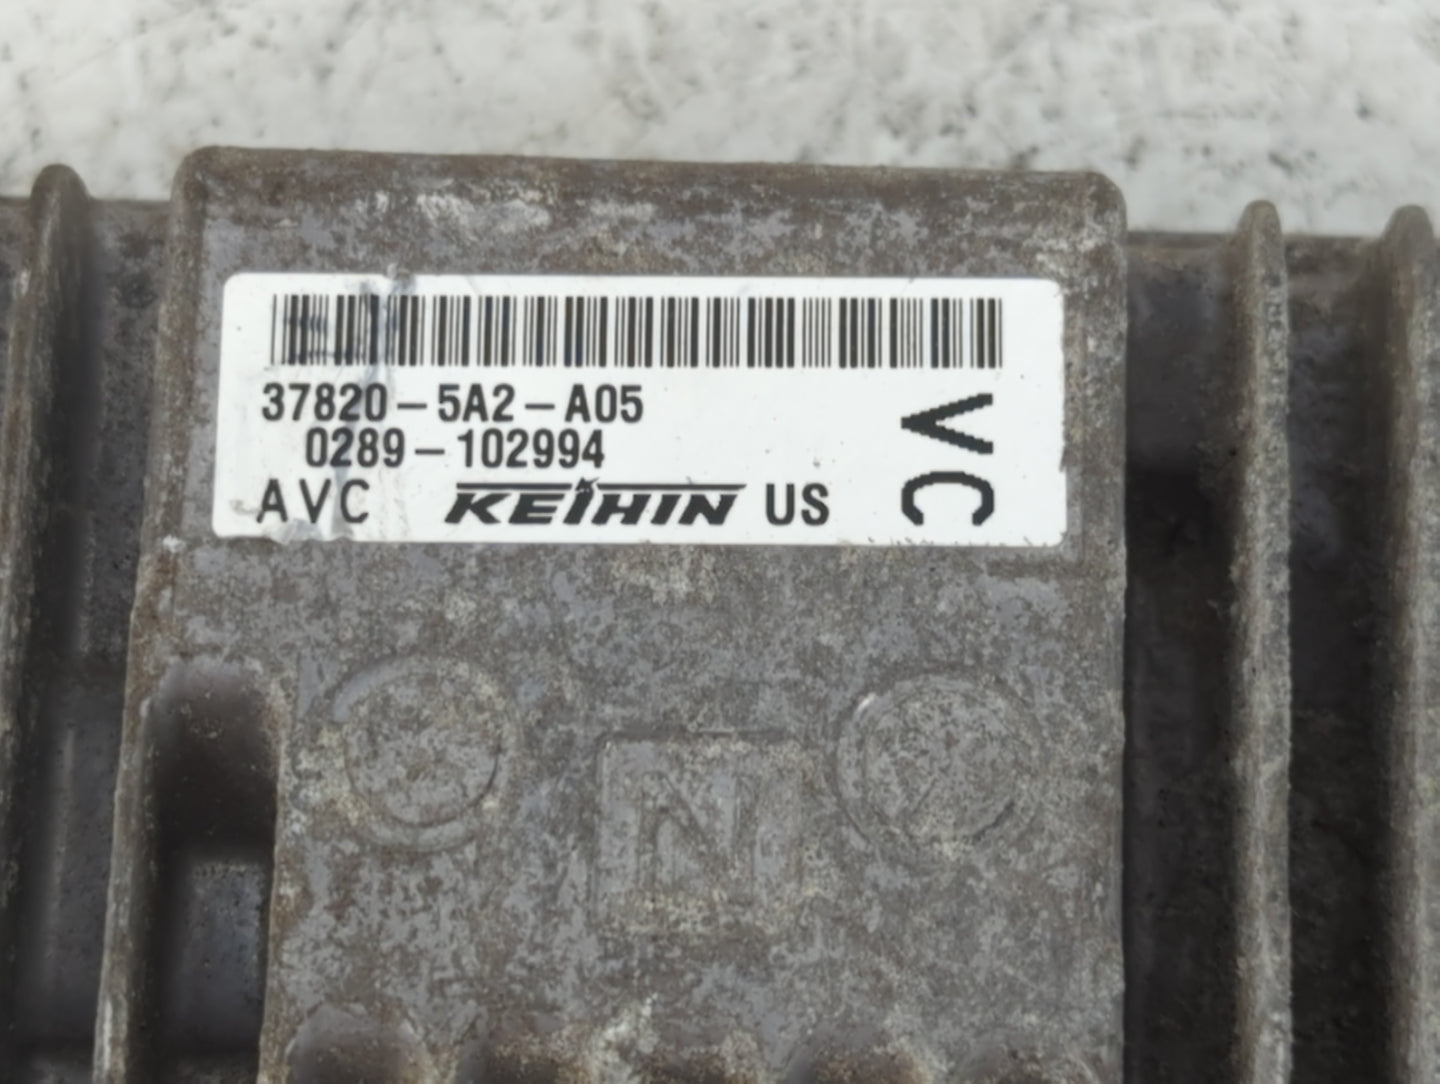 37820-5A2-A05
0289-102994
AVC KEIHIN US
VC
N